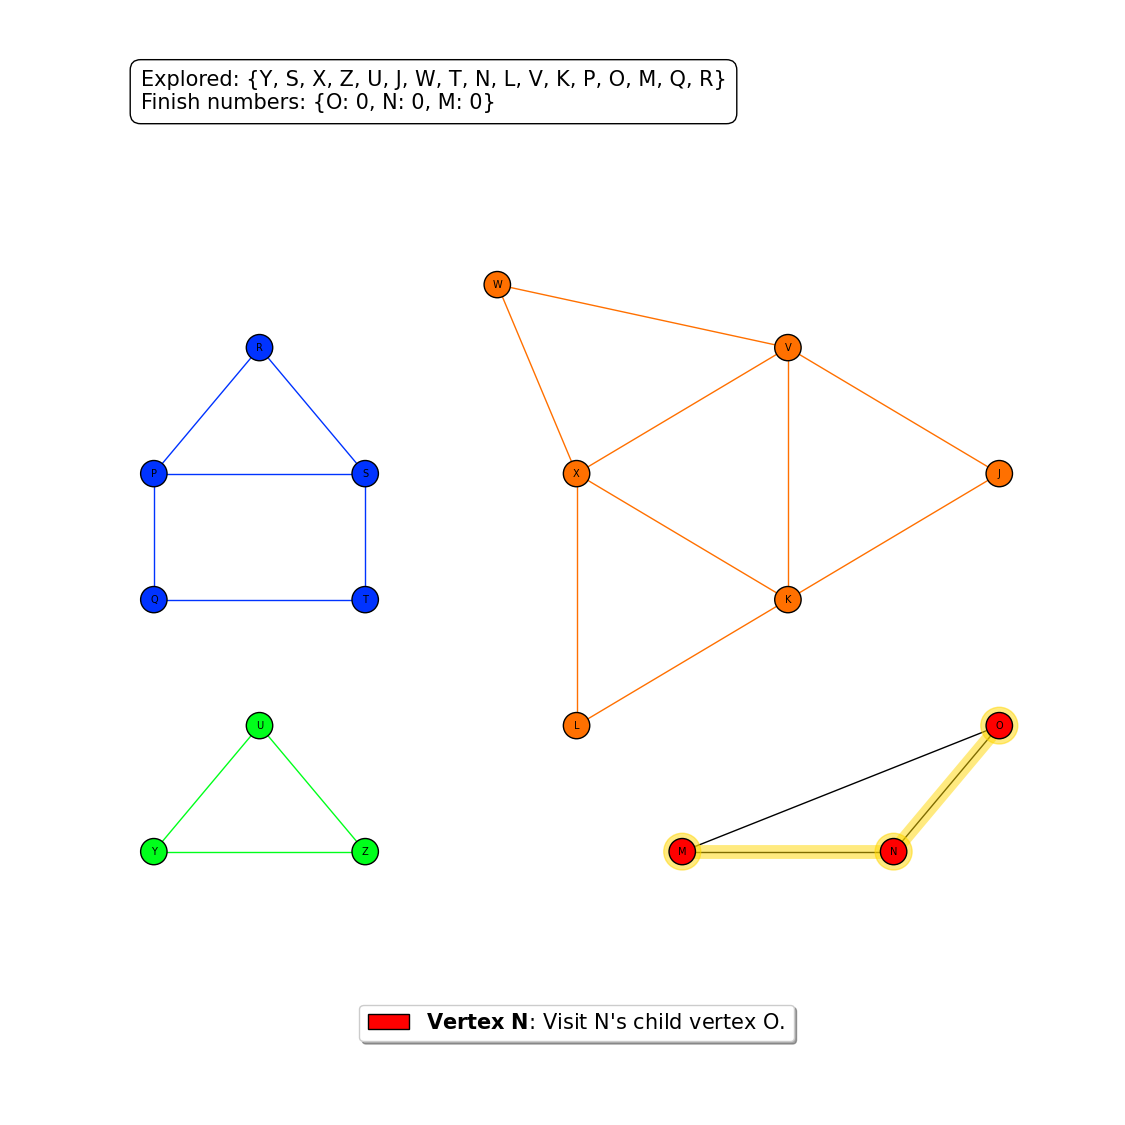 Explored: {Y, S, X, Z, U, J, W, T, N, L, V, K, P, O, M, Q, R}
Finish numbers: {O: 0, N: 0, M: 0}
W
R
V
P
S
X
J
Q
T
K
U
L
O
Y
Z
M
N
Vertex N: Visit N's child vertex O.